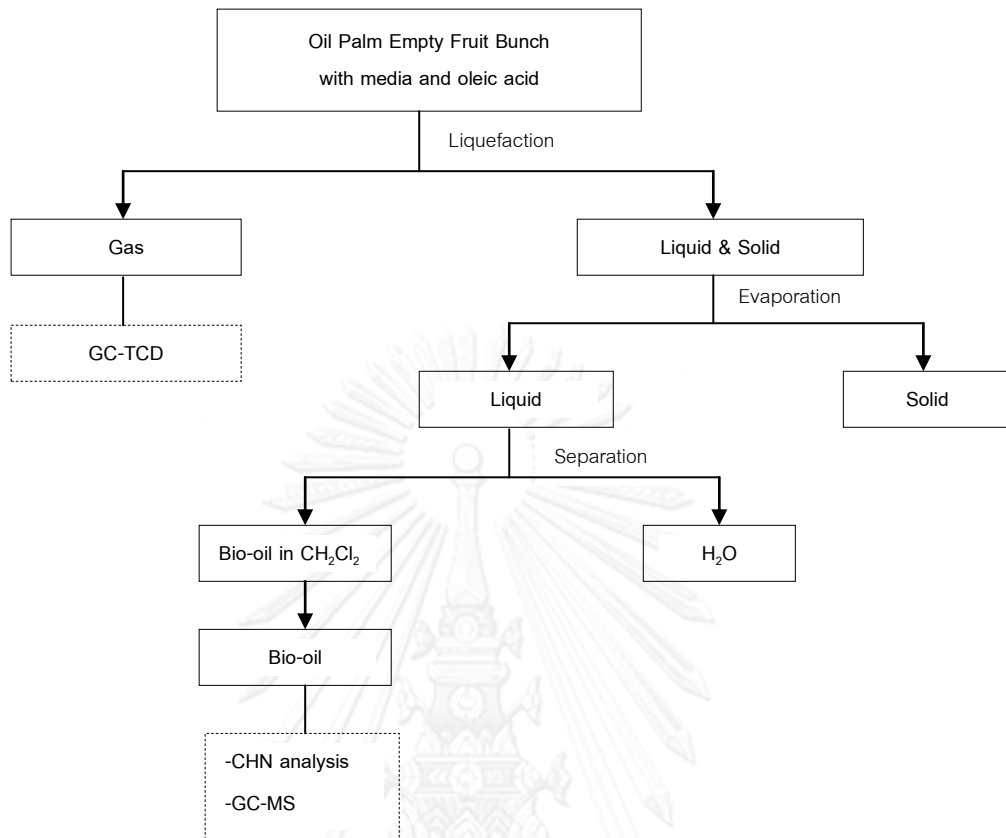 Oil Palm Empty Fruit Bunch
with media and oleic acid
Liquefaction
Gas
Liquid & Solid
Evaporation
GC-TCD
Liquid
Solid
Separation
Bio-oil in CH₂Cl₂
H₂O
Bio-oil
-CHN analysis
-GC-MS